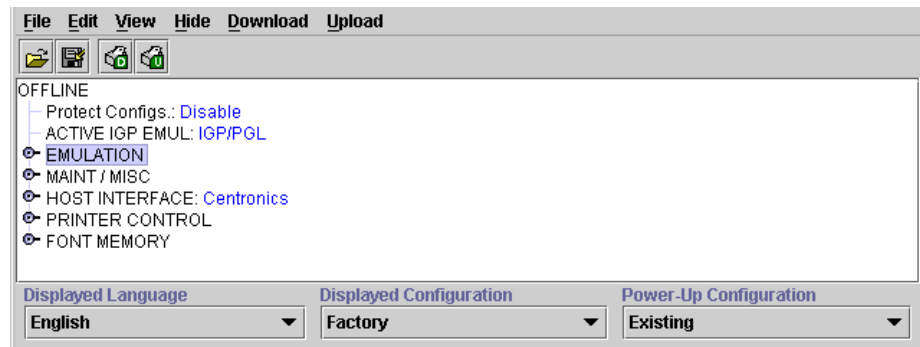 File Edit View Hide Download Upload
D U
OFFLINE
Protect Configs.: Disable
ACTIVE IGP EMUL: IGP/PGL
EMULATION
MAINT / MISC
HOST INTERFACE: Centronics
PRINTER CONTROL
FONT MEMORY
Displayed Language Displayed Configuration Power-Up Configuration
English Factory Existing